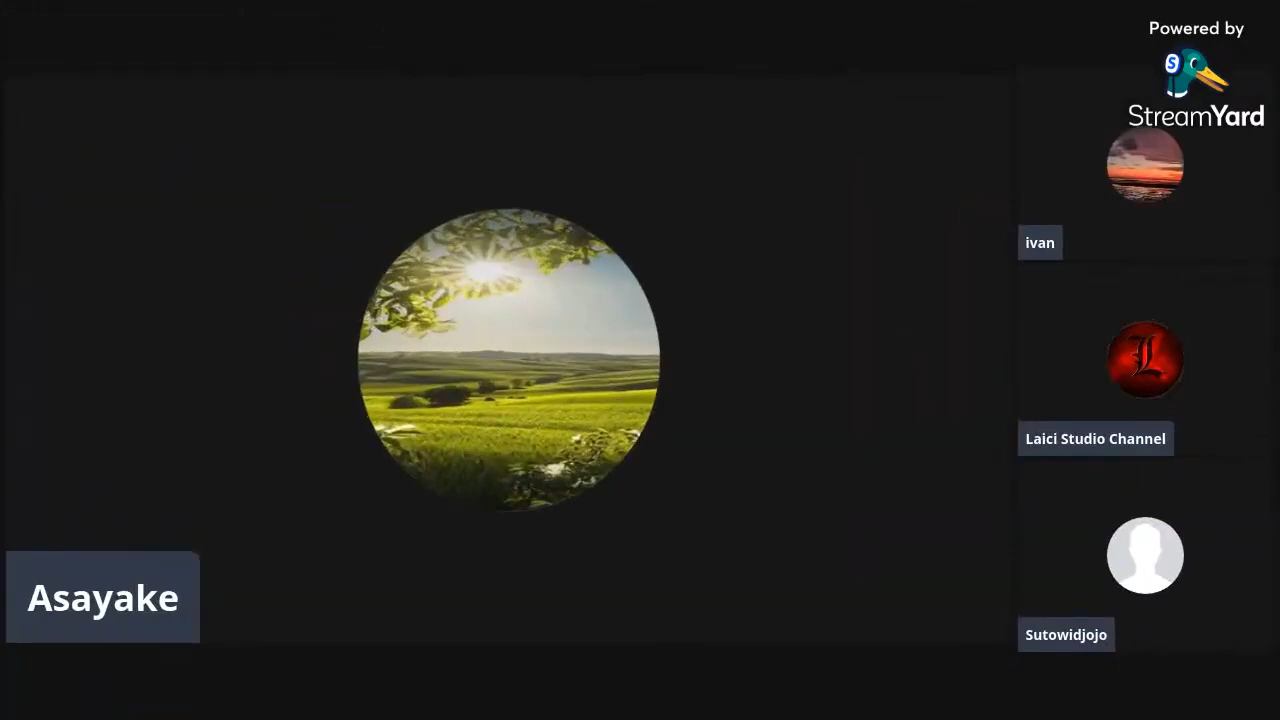 Powered by
StreamYard
ivan
Laici Studio Channel
Asayake
Sutowidjojo